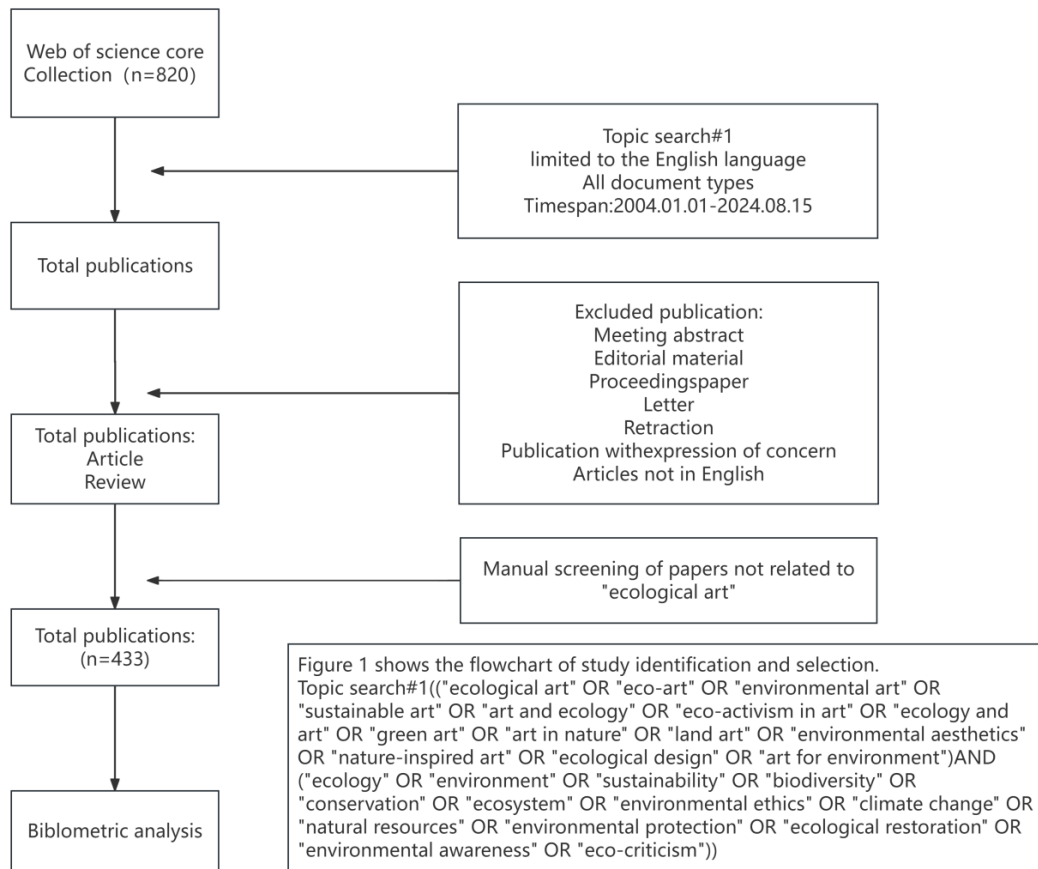 Web of science core
Collection（n=820）
Topic search#1
limited to the English language
All document types
Timespan:2004.01.01-2024.08.15
Total publications
Excluded publication:
Meeting abstract
Editorial material
Proceedingspaper
Letter
Retraction
Publication withexpression of concern
Articles not in English
Total publications:
Article
Review
Manual screening of papers not related to
"ecological art"
Total publications:
(n=433)
Figure 1 shows the flowchart of study identification and selection.
Topic search#1(("ecological art" OR "eco-art" OR "environmental art" OR
"sustainable art" OR "art and ecology" OR "eco-activism in art" OR "ecology and
art" OR "green art" OR "art in nature" OR "land art" OR "environmental aesthetics"
OR "nature-inspired art" OR "ecological design" OR "art for environment")AND
("ecology" OR "environment" OR "sustainability" OR "biodiversity" OR
"conservation" OR "ecosystem" OR "environmental ethics" OR "climate change" OR
"natural resources" OR "environmental protection" OR "ecological restoration" OR
"environmental awareness" OR "eco-criticism"))
Biblometric analysis